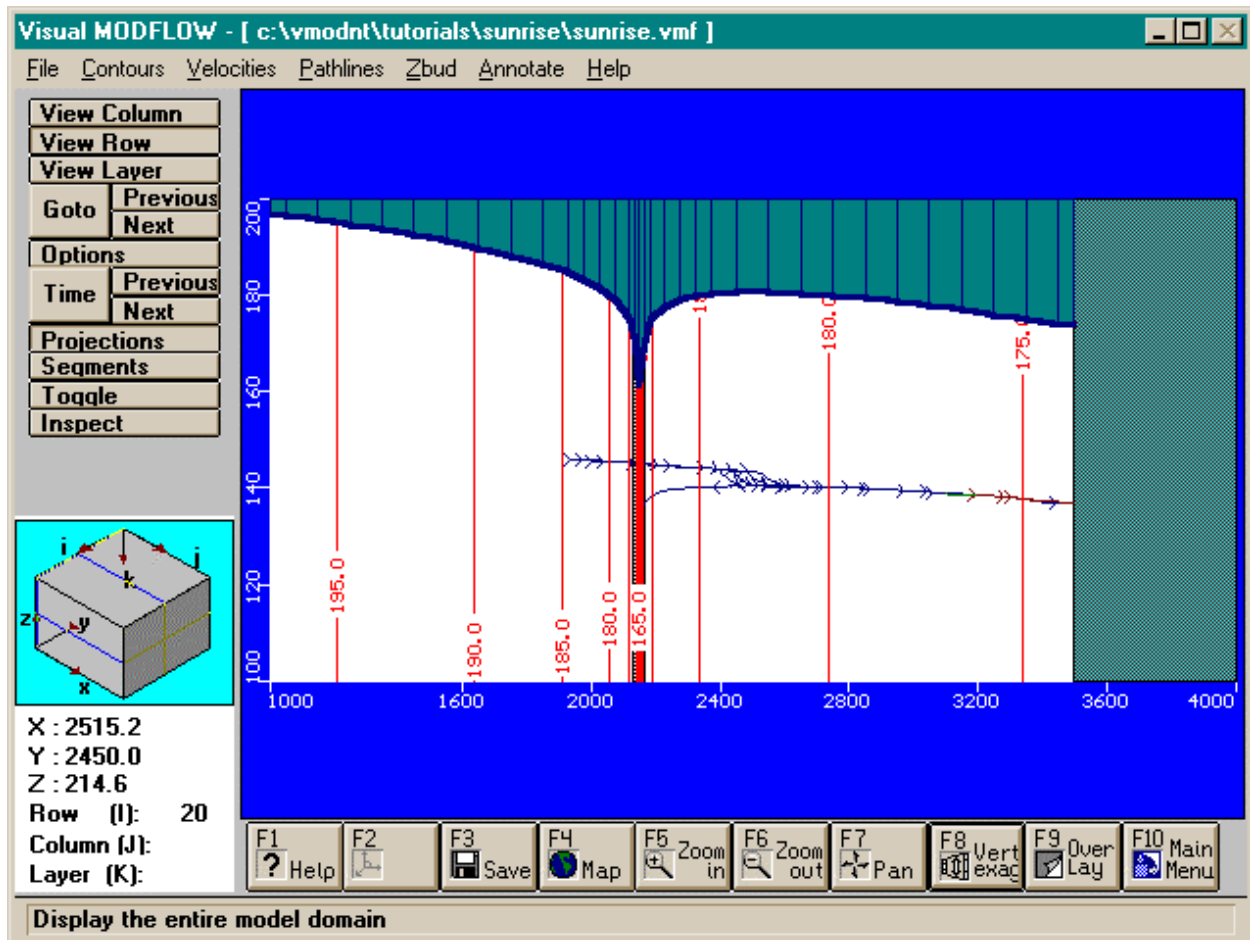 Visual MODFLOW - [ c:\vmodnt\tutorials\sunrise\sunrise.vmf ]
File Contours Velocities Pathlines Zbud Annotate Help
View Column
View Row
View Layer
Goto Previous
Next
Options
Time Previous
Next
Projections
Segments
Toggle
Inspect
200
180
160
140
120
100
180.0
175.
195.0
190.0
185.0
180.0
165.0
1000 1600 2000 2400 2800 3200 3600 4000
i j
k
z y
x
X : 2515.2
Y : 2450.0
Z : 214.6
Row (I): 20
Column (J):
Layer (K):
F1 ? Help
F2
F3 Save
F4 Map
F5 Zoom in
F6 Zoom out
F7 Pan
F8 Vert exag
F9 Over Lay
F10 Main Menu
Display the entire model domain